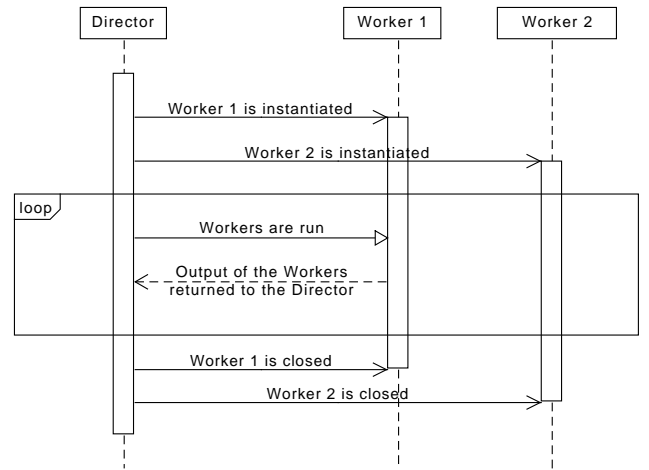 Director
Worker 1
Worker 2
Worker 1 is instantiated
Worker 2 is instantiated
loop
Workers are run
Output of the Workers
returned to the Director
Worker 1 is closed
Worker 2 is closed